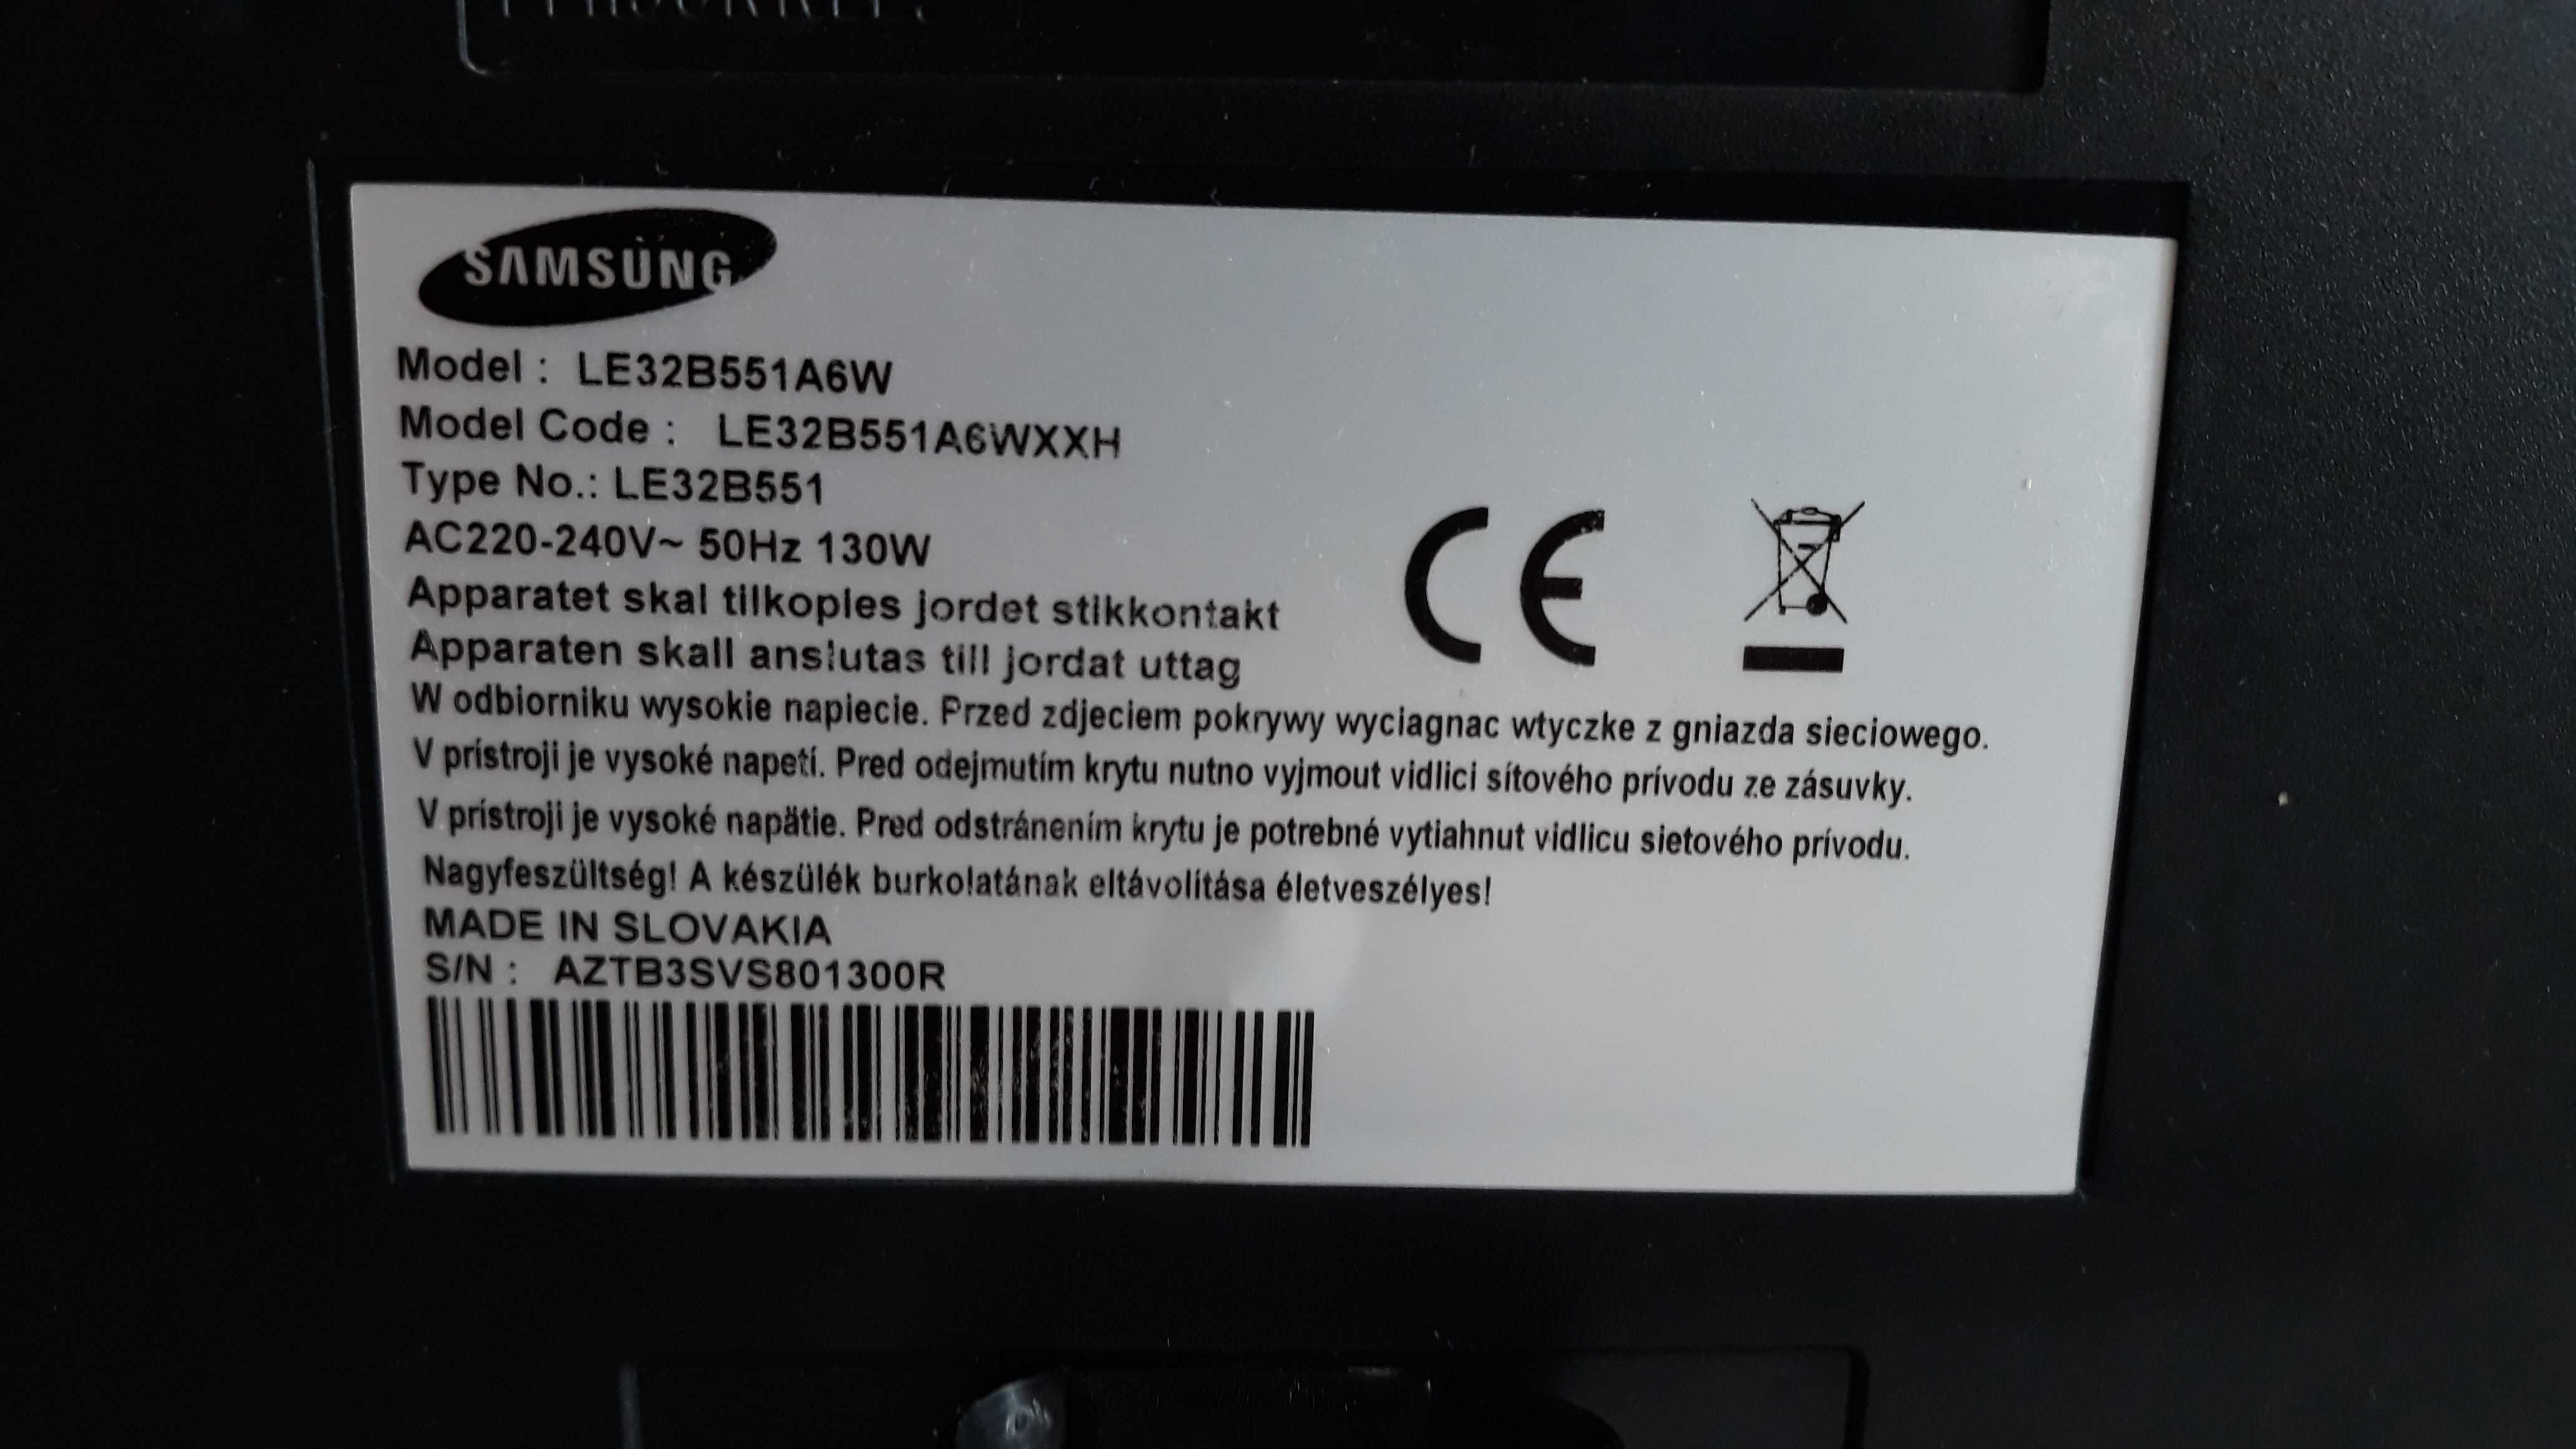 SAMSUNG
Model : LE32B551A6W
Model Code : LE32B551A6WXXH
Type No.: LE32B551
AC220-240V~ 50Hz 130W
Apparatet skal tilkoples jordet stikkontakt
Apparaten skall anslutas till jordat uttag
W odbiorniku wysokie napiecie. Przed zdjeciem pokrywy wyciagnac wtyczke z gniazda sieciowego.
V prístroji je vysoké napetí. Pred odejmutím krytu nutno vyjmout vidlici sítového prívodu ze zásuvky.
V prístroji je vysoké napätie. Pred odstránením krytu je potrebné vytiahnut vidlicu sietového prívodu.
Nagyfeszültség! A készülék burkolatának eltávolítása életveszélyes!
MADE IN SLOVAKIA
S/N : AZTB3SVS801300R
CE